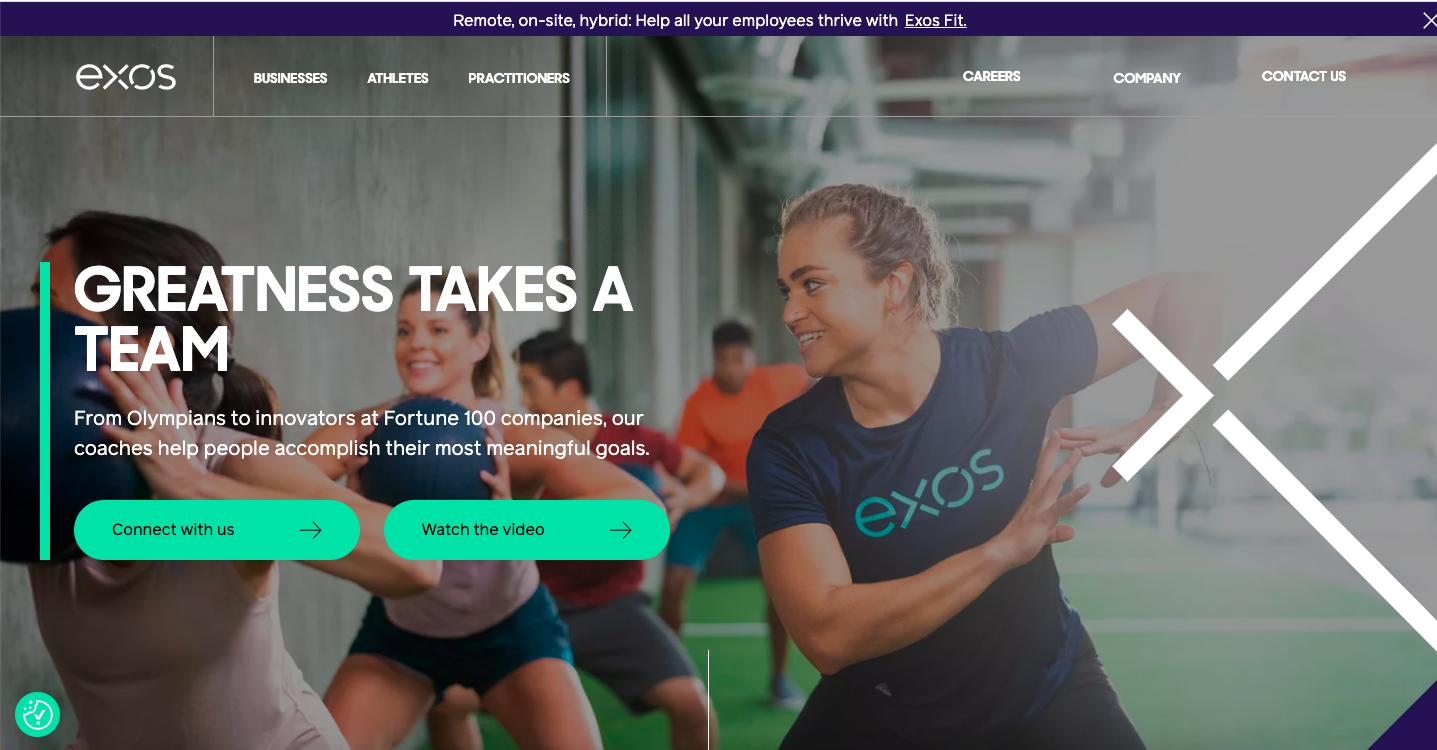 Remote, on-site, hybrid: Help all your employees thrive with Exos Fit.
exos
BUSINESSES
ATHLETES
PRACTITIONERS
CAREERS
COMPANY
CONTACT US
GREATNESS TAKES A
TEAM
From Olympians to innovators at Fortune 100 companies, our
coaches help people accomplish their most meaningful goals.
Connect with us
Watch the video
exos